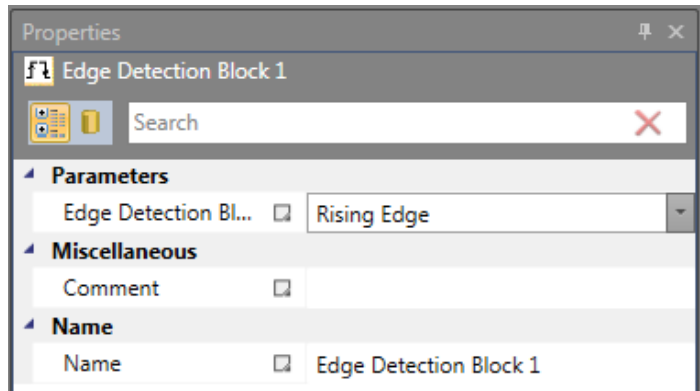 Properties
Edge Detection Block 1
Search
Parameters
Edge Detection Bl... Rising Edge
Miscellaneous
Comment
Name
Name Edge Detection Block 1